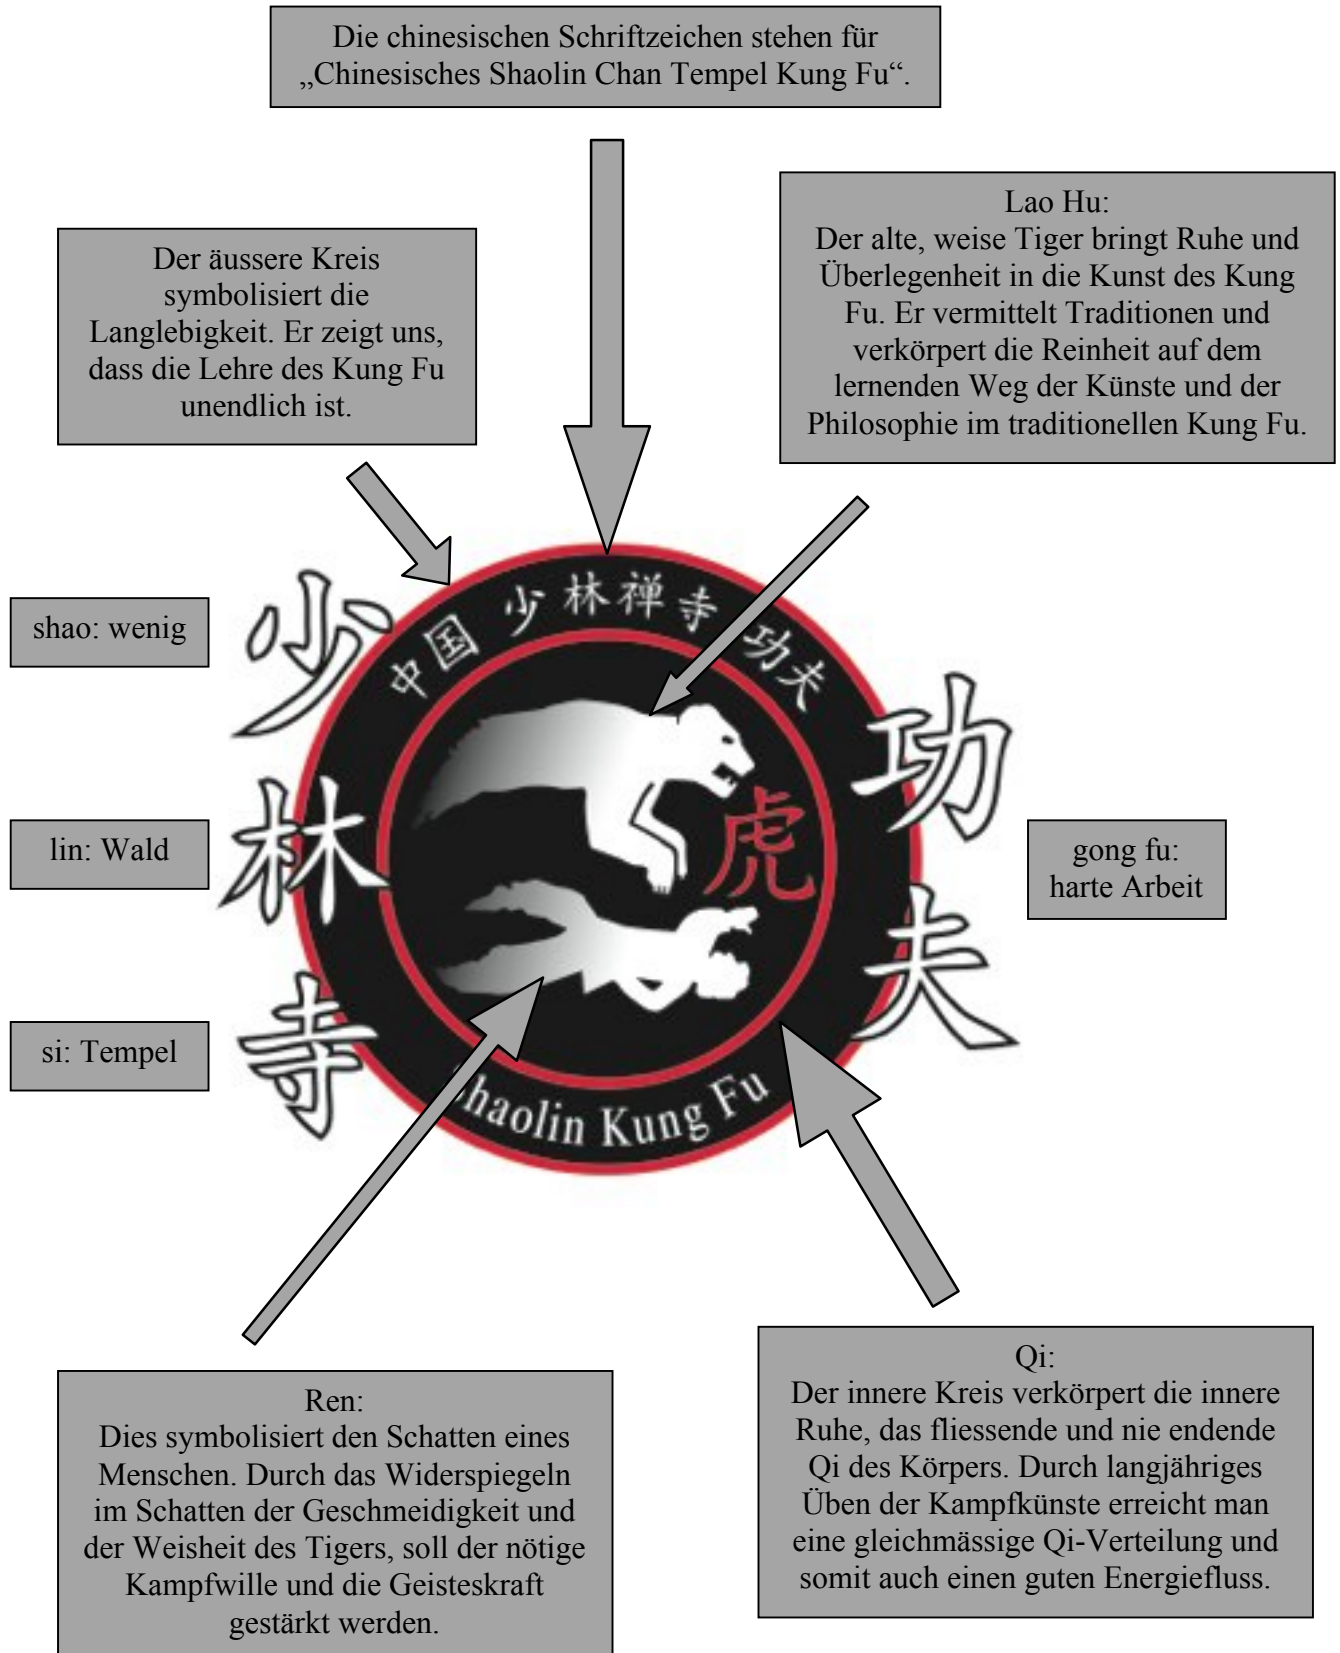 Die chinesischen Schriftzeichen stehen für
„Chinesisches Shaolin Chan Tempel Kung Fu“.
Lao Hu:
Der alte, weise Tiger bringt Ruhe und
Überlegenheit in die Kunst des Kung
Fu. Er vermittelt Traditionen und
verkörpert die Reinheit auf dem
lernenden Weg der Künste und der
Philosophie im traditionellen Kung Fu.
Der äussere Kreis
symbolisiert die
Langlebigkeit. Er zeigt uns,
dass die Lehre des Kung Fu
unendlich ist.
中国 少林禅寺 功夫
shao: wenig
少
lin: Wald
林
si: Tempel
寺
虎
功
夫
gong fu:
harte Arbeit
Shaolin Kung Fu
Ren:
Dies symbolisiert den Schatten eines
Menschen. Durch das Widerspiegeln
im Schatten der Geschmeidigkeit und
der Weisheit des Tigers, soll der nötige
Kampfwille und die Geisteskraft
gestärkt werden.
Qi:
Der innere Kreis verkörpert die innere
Ruhe, das fliessende und nie endende
Qi des Körpers. Durch langjähriges
Üben der Kampfkünste erreicht man
eine gleichmässige Qi-Verteilung und
somit auch einen guten Energiefluss.